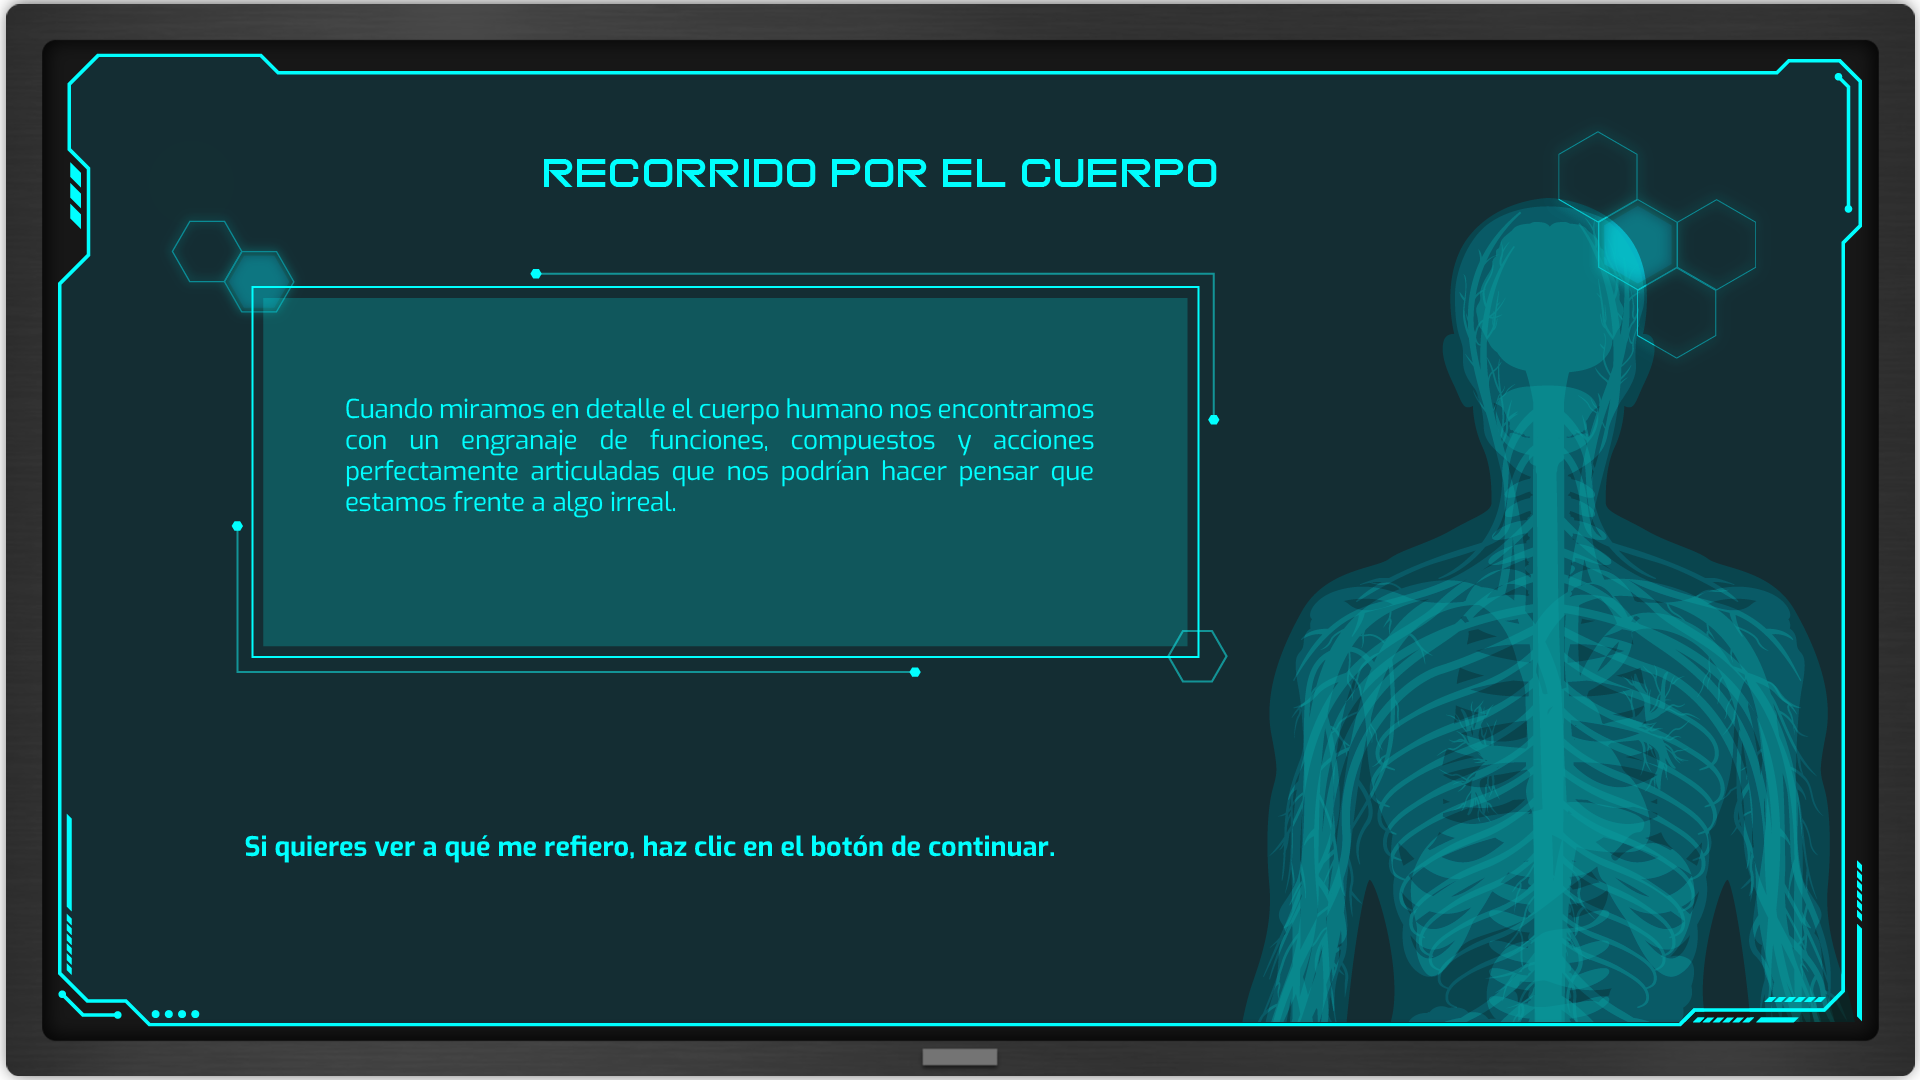 RECORRIDO POR EL CUERPO
Cuando miramos en detalle el cuerpo humano nos encontramos
con un engranaje de funciones, compuestos y acciones
perfectamente articuladas que nos podrían hacer pensar que
estamos frente a algo irreal.
Si quieres ver a qué me refiero, haz clic en el botón de continuar.